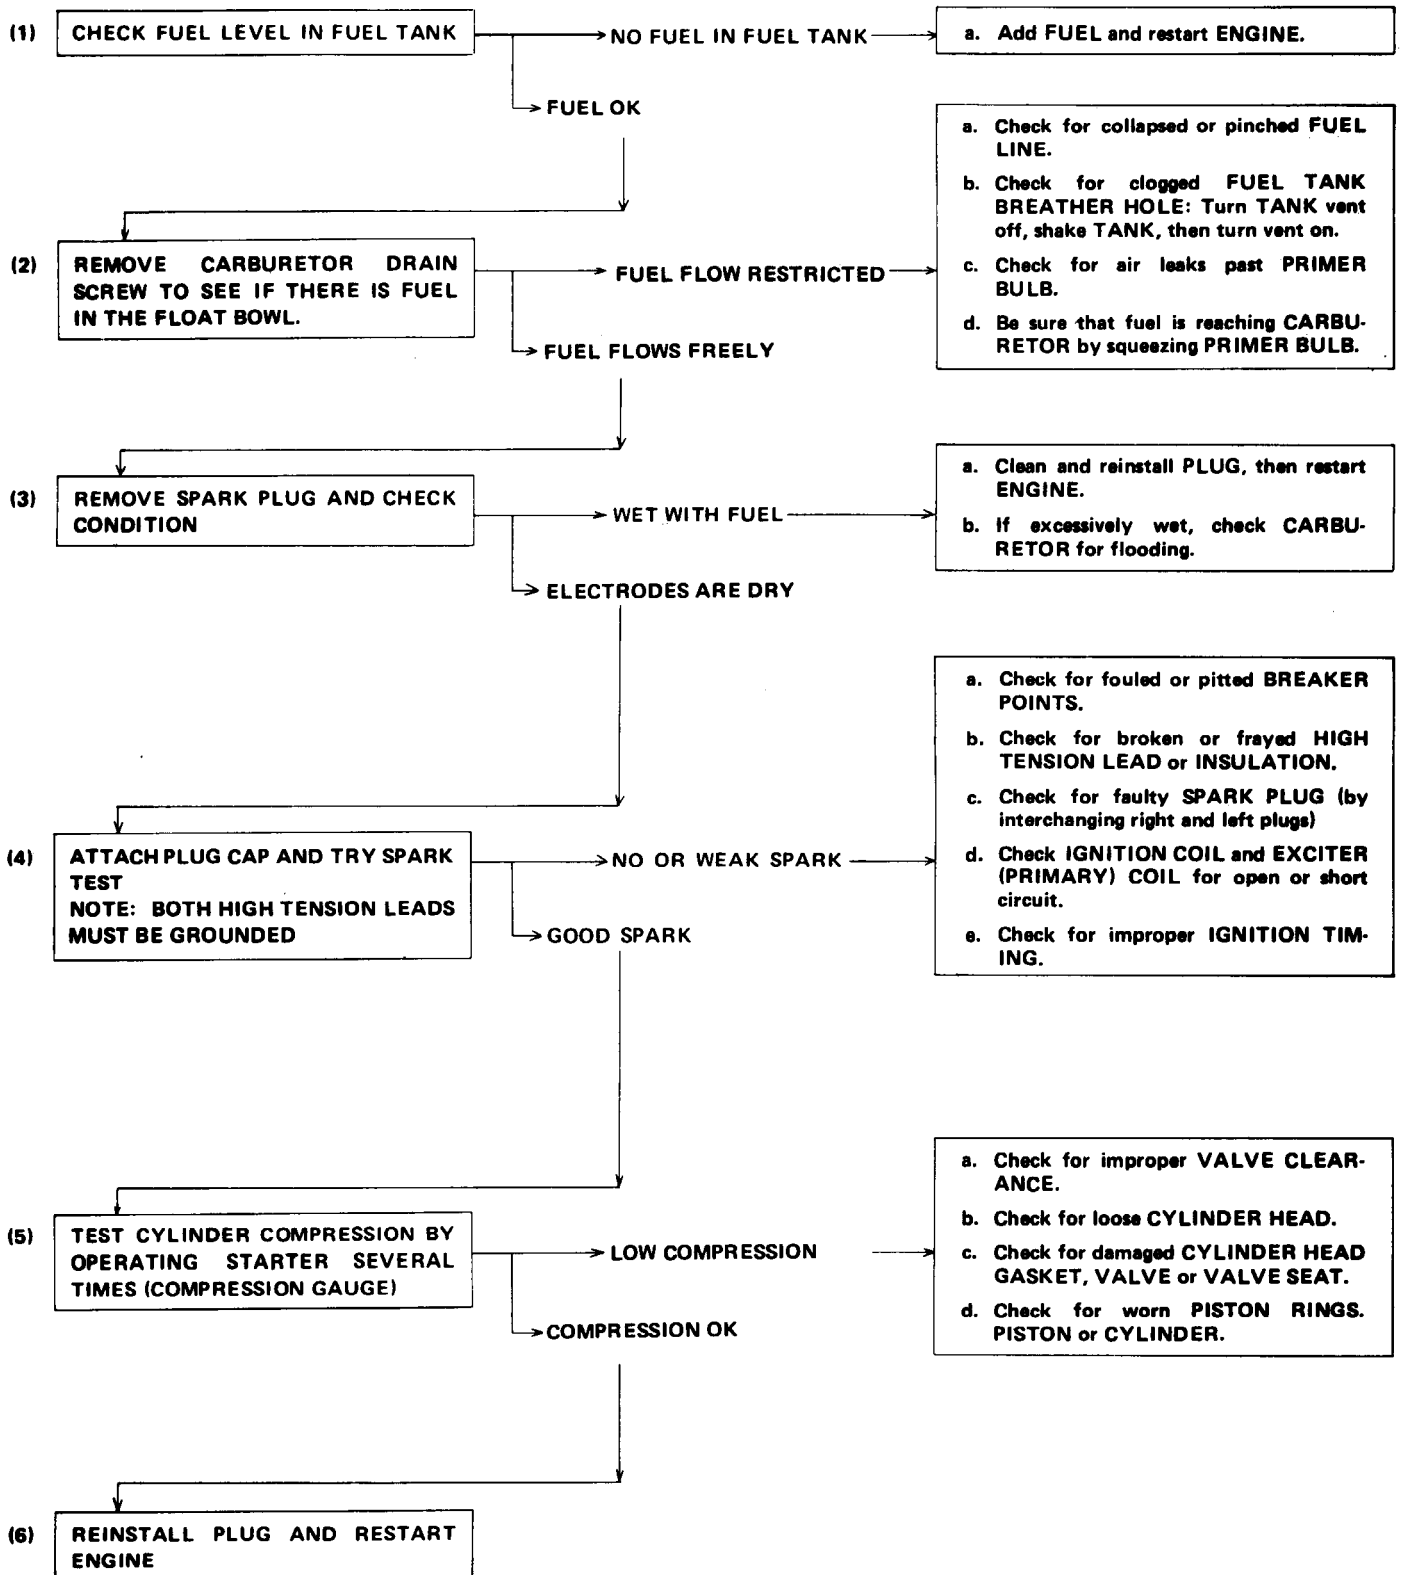 (1) CHECK FUEL LEVEL IN FUEL TANK
NO FUEL IN FUEL TANK
a. Add FUEL and restart ENGINE.
FUEL OK
(2) REMOVE CARBURETOR DRAIN
SCREW TO SEE IF THERE IS FUEL
IN THE FLOAT BOWL.
FUEL FLOW RESTRICTED
a. Check for collapsed or pinched FUEL
LINE.
b. Check for clogged FUEL TANK
BREATHER HOLE: Turn TANK vent
off, shake TANK, then turn vent on.
c. Check for air leaks past PRIMER
BULB.
d. Be sure that fuel is reaching CARBU-
RETOR by squeezing PRIMER BULB.
FUEL FLOWS FREELY
(3) REMOVE SPARK PLUG AND CHECK
CONDITION
WET WITH FUEL
a. Clean and reinstall PLUG, then restart
ENGINE.
b. If excessively wet, check CARBU-
RETOR for flooding.
ELECTRODES ARE DRY
(4) ATTACH PLUG CAP AND TRY SPARK
TEST
NOTE: BOTH HIGH TENSION LEADS
MUST BE GROUNDED
NO OR WEAK SPARK
a. Check for fouled or pitted BREAKER
POINTS.
b. Check for broken or frayed HIGH
TENSION LEAD or INSULATION.
c. Check for faulty SPARK PLUG (by
interchanging right and left plugs)
d. Check IGNITION COIL and EXCITER
(PRIMARY) COIL for open or short
circuit.
e. Check for improper IGNITION TIM-
ING.
GOOD SPARK
(5) TEST CYLINDER COMPRESSION BY
OPERATING STARTER SEVERAL
TIMES (COMPRESSION GAUGE)
LOW COMPRESSION
a. Check for improper VALVE CLEAR-
ANCE.
b. Check for loose CYLINDER HEAD.
c. Check for damaged CYLINDER HEAD
GASKET, VALVE or VALVE SEAT.
d. Check for worn PISTON RINGS.
PISTON or CYLINDER.
COMPRESSION OK
(6) REINSTALL PLUG AND RESTART
ENGINE